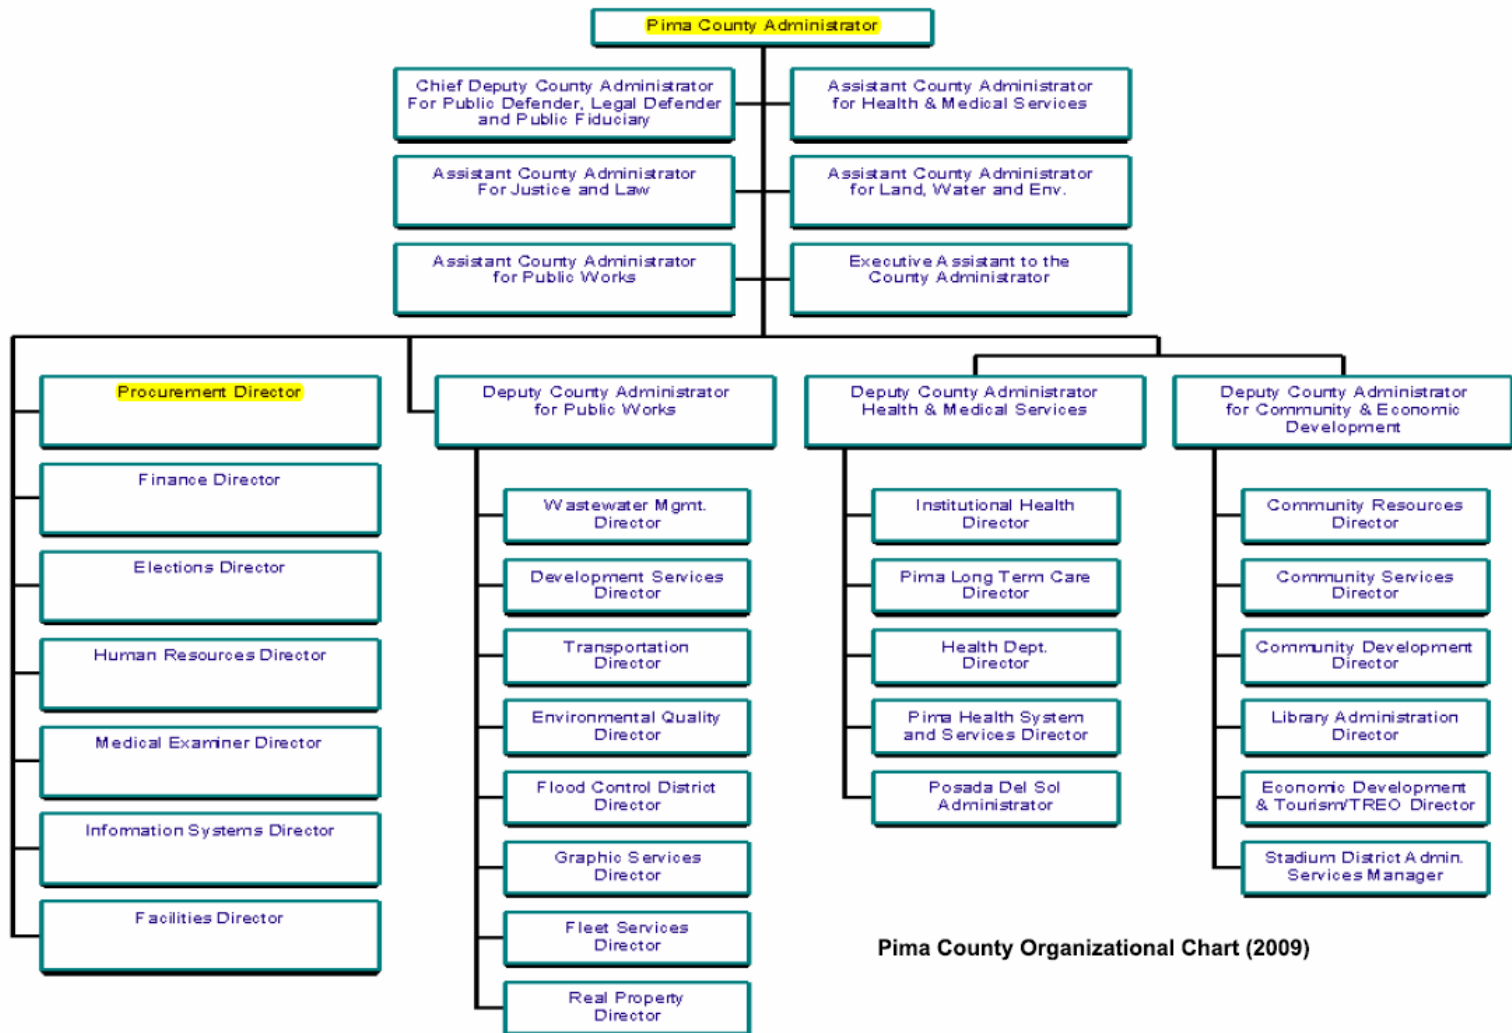 Pima County Administrator
Chief Deputy County Administrator
For Public Defender, Legal Defender
and Public Fiduciary
Assistant County Administrator
for Health & Medical Services
Assistant County Administrator
For Justice and Law
Assistant County Administrator
for Land, Water and Env.
Assistant County Administrator
for Public Works
Executive Assistant to the
County Administrator
Procurement Director
Finance Director
Elections Director
Human Resources Director
Medical Examiner Director
Information Systems Director
Facilities Director
Deputy County Administrator
for Public Works
Wastewater Mgmt.
Director
Development Services
Director
Transportation
Director
Environmental Quality
Director
Flood Control District
Director
Graphic Services
Director
Fleet Services
Director
Real Property
Director
Deputy County Administrator
Health & Medical Services
Institutional Health
Director
Pima Long Term Care
Director
Health Dept.
Director
Pima Health System
and Services Director
Posada Del Sol
Administrator
Deputy County Administrator
for Community & Economic
Development
Community Resources
Director
Community Services
Director
Community Development
Director
Library Administration
Director
Economic Development
& Tourism/TREO Director
Stadium District Admin.
Services Manager
Pima County Organizational Chart (2009)